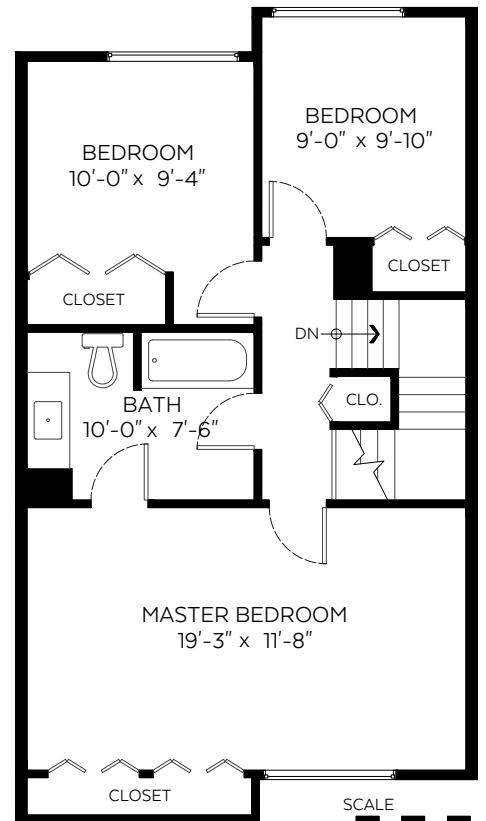 BEDROOM
9'-0" x 9'-10"
BEDROOM
10'-0" x 9'-4"
CLOSET
CLOSET
DN
CLO.
BATH
10'-0" x 7'-6"
MASTER BEDROOM
19'-3" x 11'-8"
CLOSET
SCALE